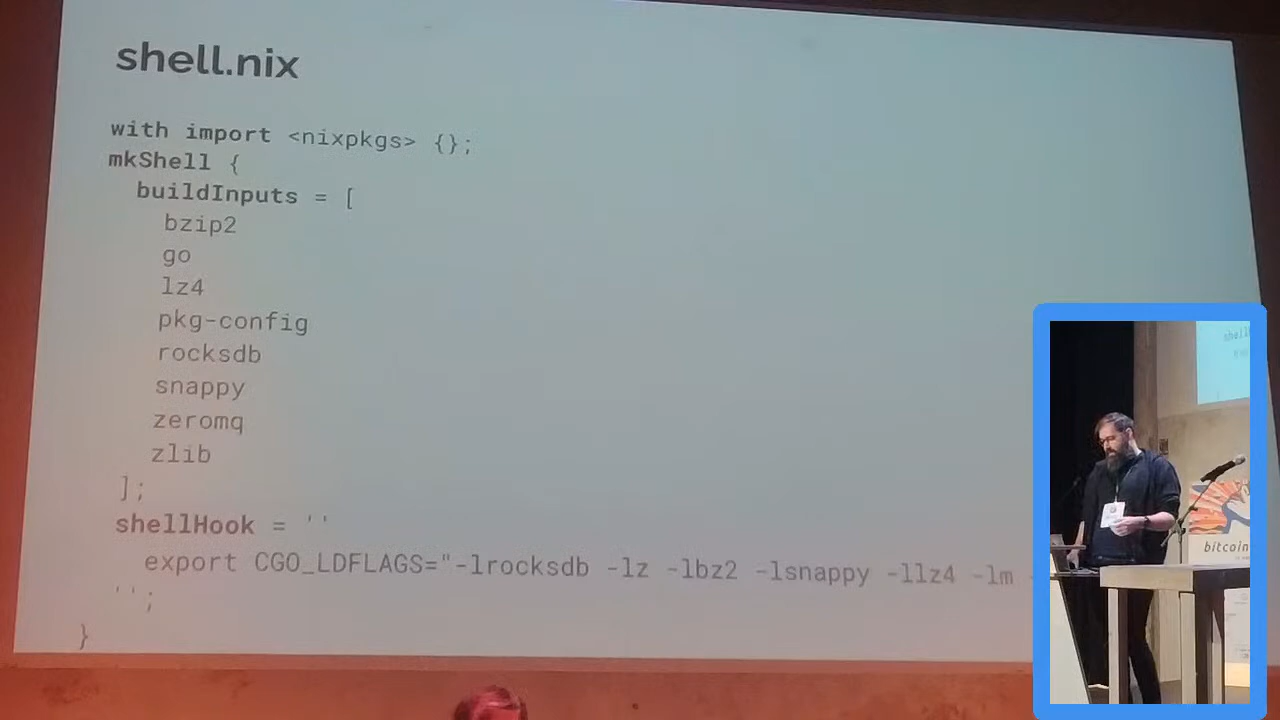 shell.nix
with import <nixpkgs> {};
mkShell {
buildInputs = [
bzip2
go
lz4
pkg-config
rocksdb
snappy
zeromq
zlib
];
shellHook = ''
export CGO_LDFLAGS="-lrocksdb -lz -lbz2 -lsnappy -llz4 -lm
'';
}
shell
bitcoin